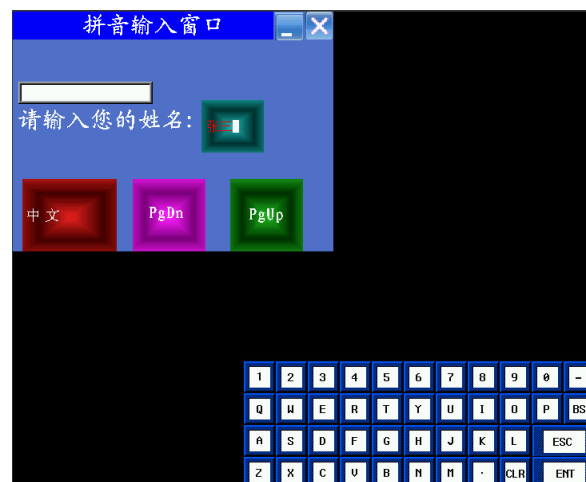 拼音输入窗口
请输入您的姓名: 张三
中文 PgDn PgUp
1 2 3 4 5 6 7 8 9 0 -
Q W E R T Y U I O P BS
A S D F G H J K L ESC
Z X C V B N M . CLR ENT